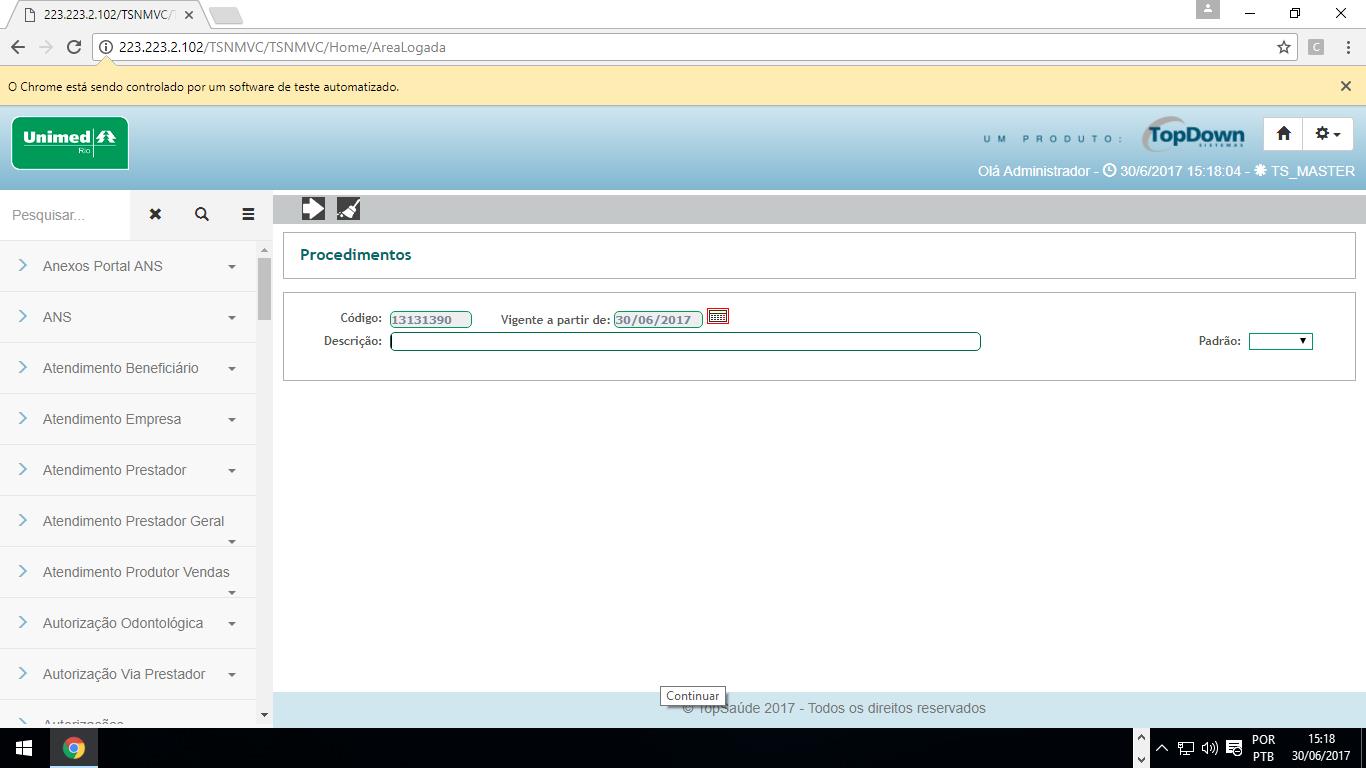 223.223.2.102/TSNMVC/T
223.223.2.102/TSNMVC/TSNMVC/Home/AreaLogada
C
O Chrome está sendo controlado por um software de teste automatizado.
Unimed
Rio
UM PRODUTO:
TopDown
SISTEMAS
Olá Administrador - 30/6/2017 15:18:04 - TS_MASTER
Pesquisar...
Procedimentos
Anexos Portal ANS
ANS
Código: 13131390 Vigente a partir de: 30/06/2017
Descrição: Padrão:
Atendimento Beneficiário
Atendimento Empresa
Atendimento Prestador
Atendimento Prestador Geral
Atendimento Produtor Vendas
Autorização Odontológica
Autorização Via Prestador
Autorizações
Continuar
© TopSaúde 2017 - Todos os direitos reservados
POR
PTB
15:18
30/06/2017